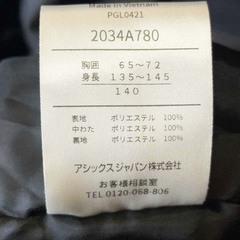 Made in Vietnam
PGL0421
2034A780
胸囲 65~72
身長 135~145
140
表地 ポリエステル 100%
中わた ポリエステル 100%
裏地 ポリエステル 100%
アシックスジャパン株式会社
お客様相談室
TEL 0120-068-806